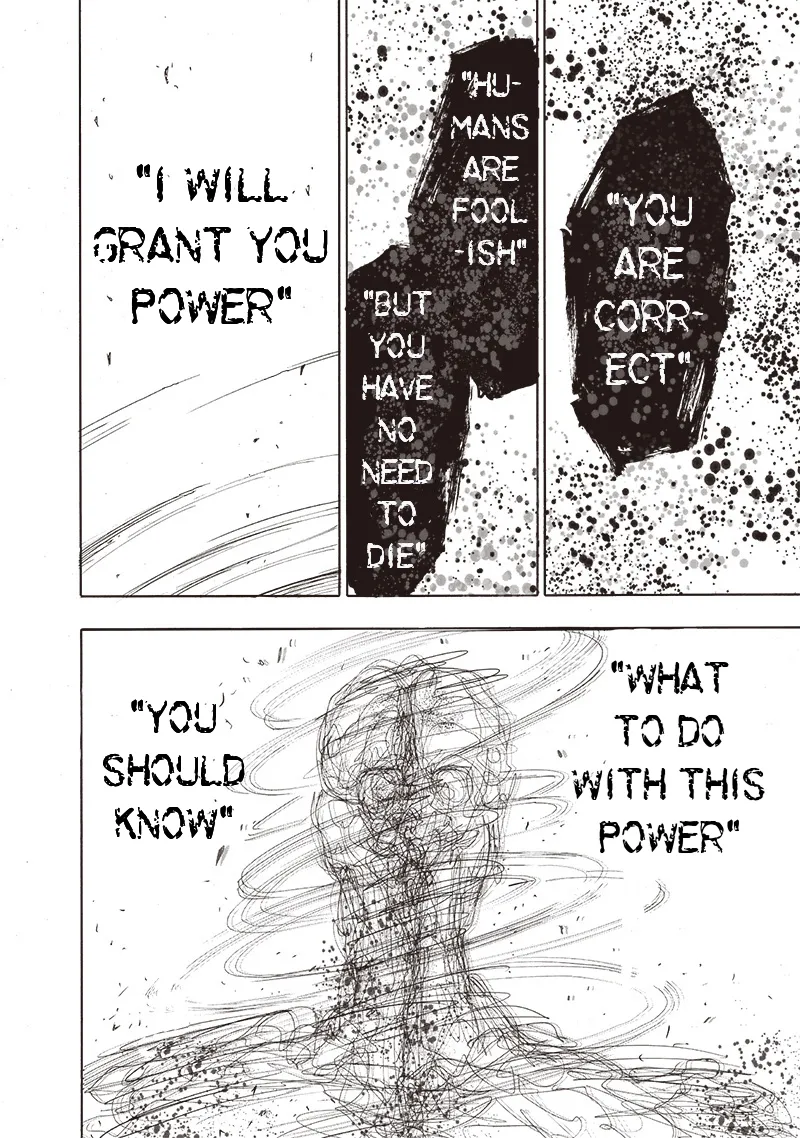 "YOU
ARE
CORR-
ECT"
"HU-
MANS
ARE
FOOL
-ISH"
"BUT
YOU
HAVE
NO
NEED
TO
DIE"
"I WILL
GRANT YOU
POWER"
"WHAT
TO DO
WITH THIS
POWER"
"YOU
SHOULD
KNOW"